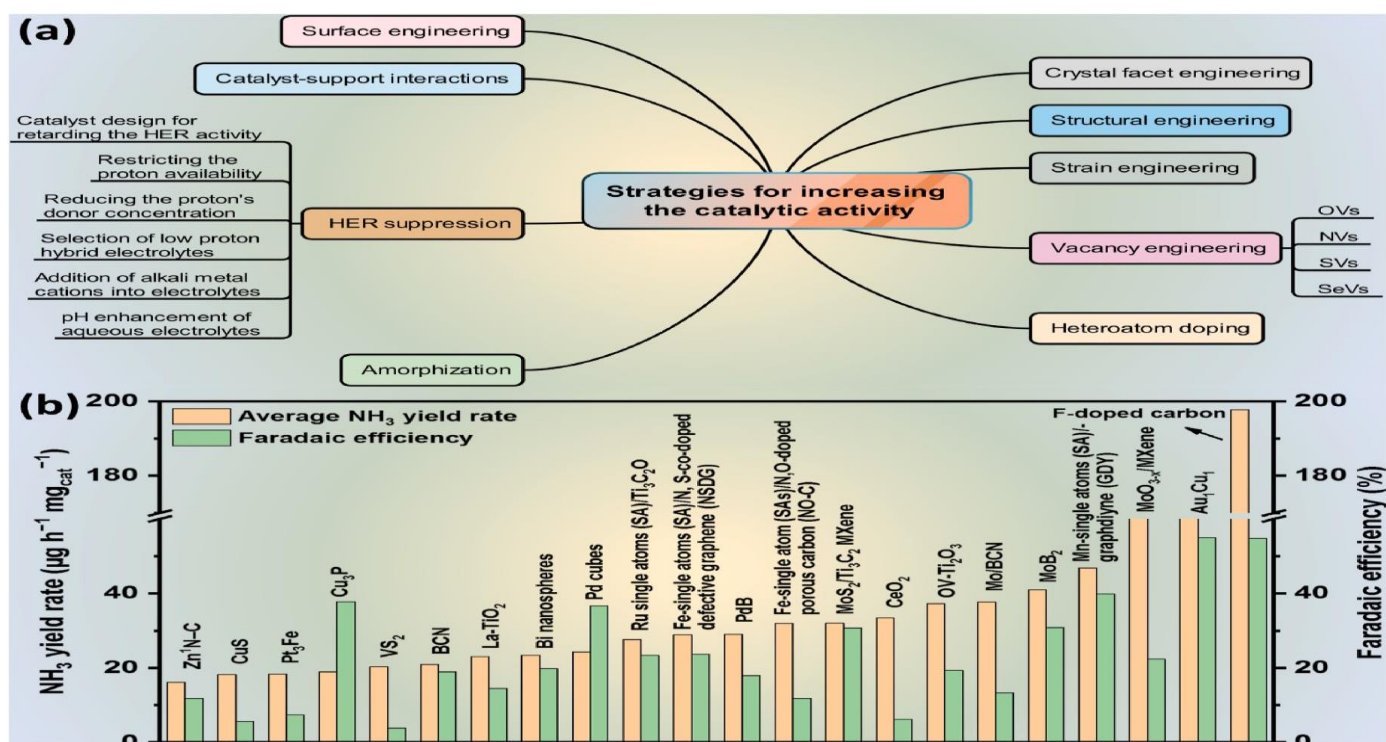 (a)
Surface engineering
Catalyst-support interactions
Catalyst design for
retarding the HER activity
Restricting the
proton availability
Reducing the proton's
donor concentration
Selection of low proton
hybrid electrolytes
Addition of alkali metal
cations into electrolytes
pH enhancement of
aqueous electrolytes
HER suppression
Amorphization
Strategies for increasing
the catalytic activity
Crystal facet engineering
Structural engineering
Strain engineering
Vacancy engineering
OVs
NVs
SVs
SeVs
Heteroatom doping
(b)
Average NH₃ yield rate
Faradaic efficiency
NH₃ yield rate (µg h⁻¹ mg_cat⁻¹)
200
180
40
20
0
Zn¹N–C
CuS
Pt₃Fe
Cu₃P
VS₂
BCN
La-TiO₂
Bi nanospheres
Pd cubes
Ru single atoms (SA)/Ti₃C₂O
Fe-single atoms (SA)/N, S-co-doped
defective graphene (NSDG)
PdB
Fe-single atom (SAs)/N,O-doped
porous carbon (NO-C)
MoS₂/Ti₃C₂ MXene
CeO₂
OV-Ti₂O₃
Mo/BCN
MoB₂
Mn-single atoms (SA)/-
graphdiyne (GDY)
MoO₃₋ₓ/MXene
Au₁Cu₁
F-doped carbon
200
180
40
20
0
Faradaic efficiency (%)